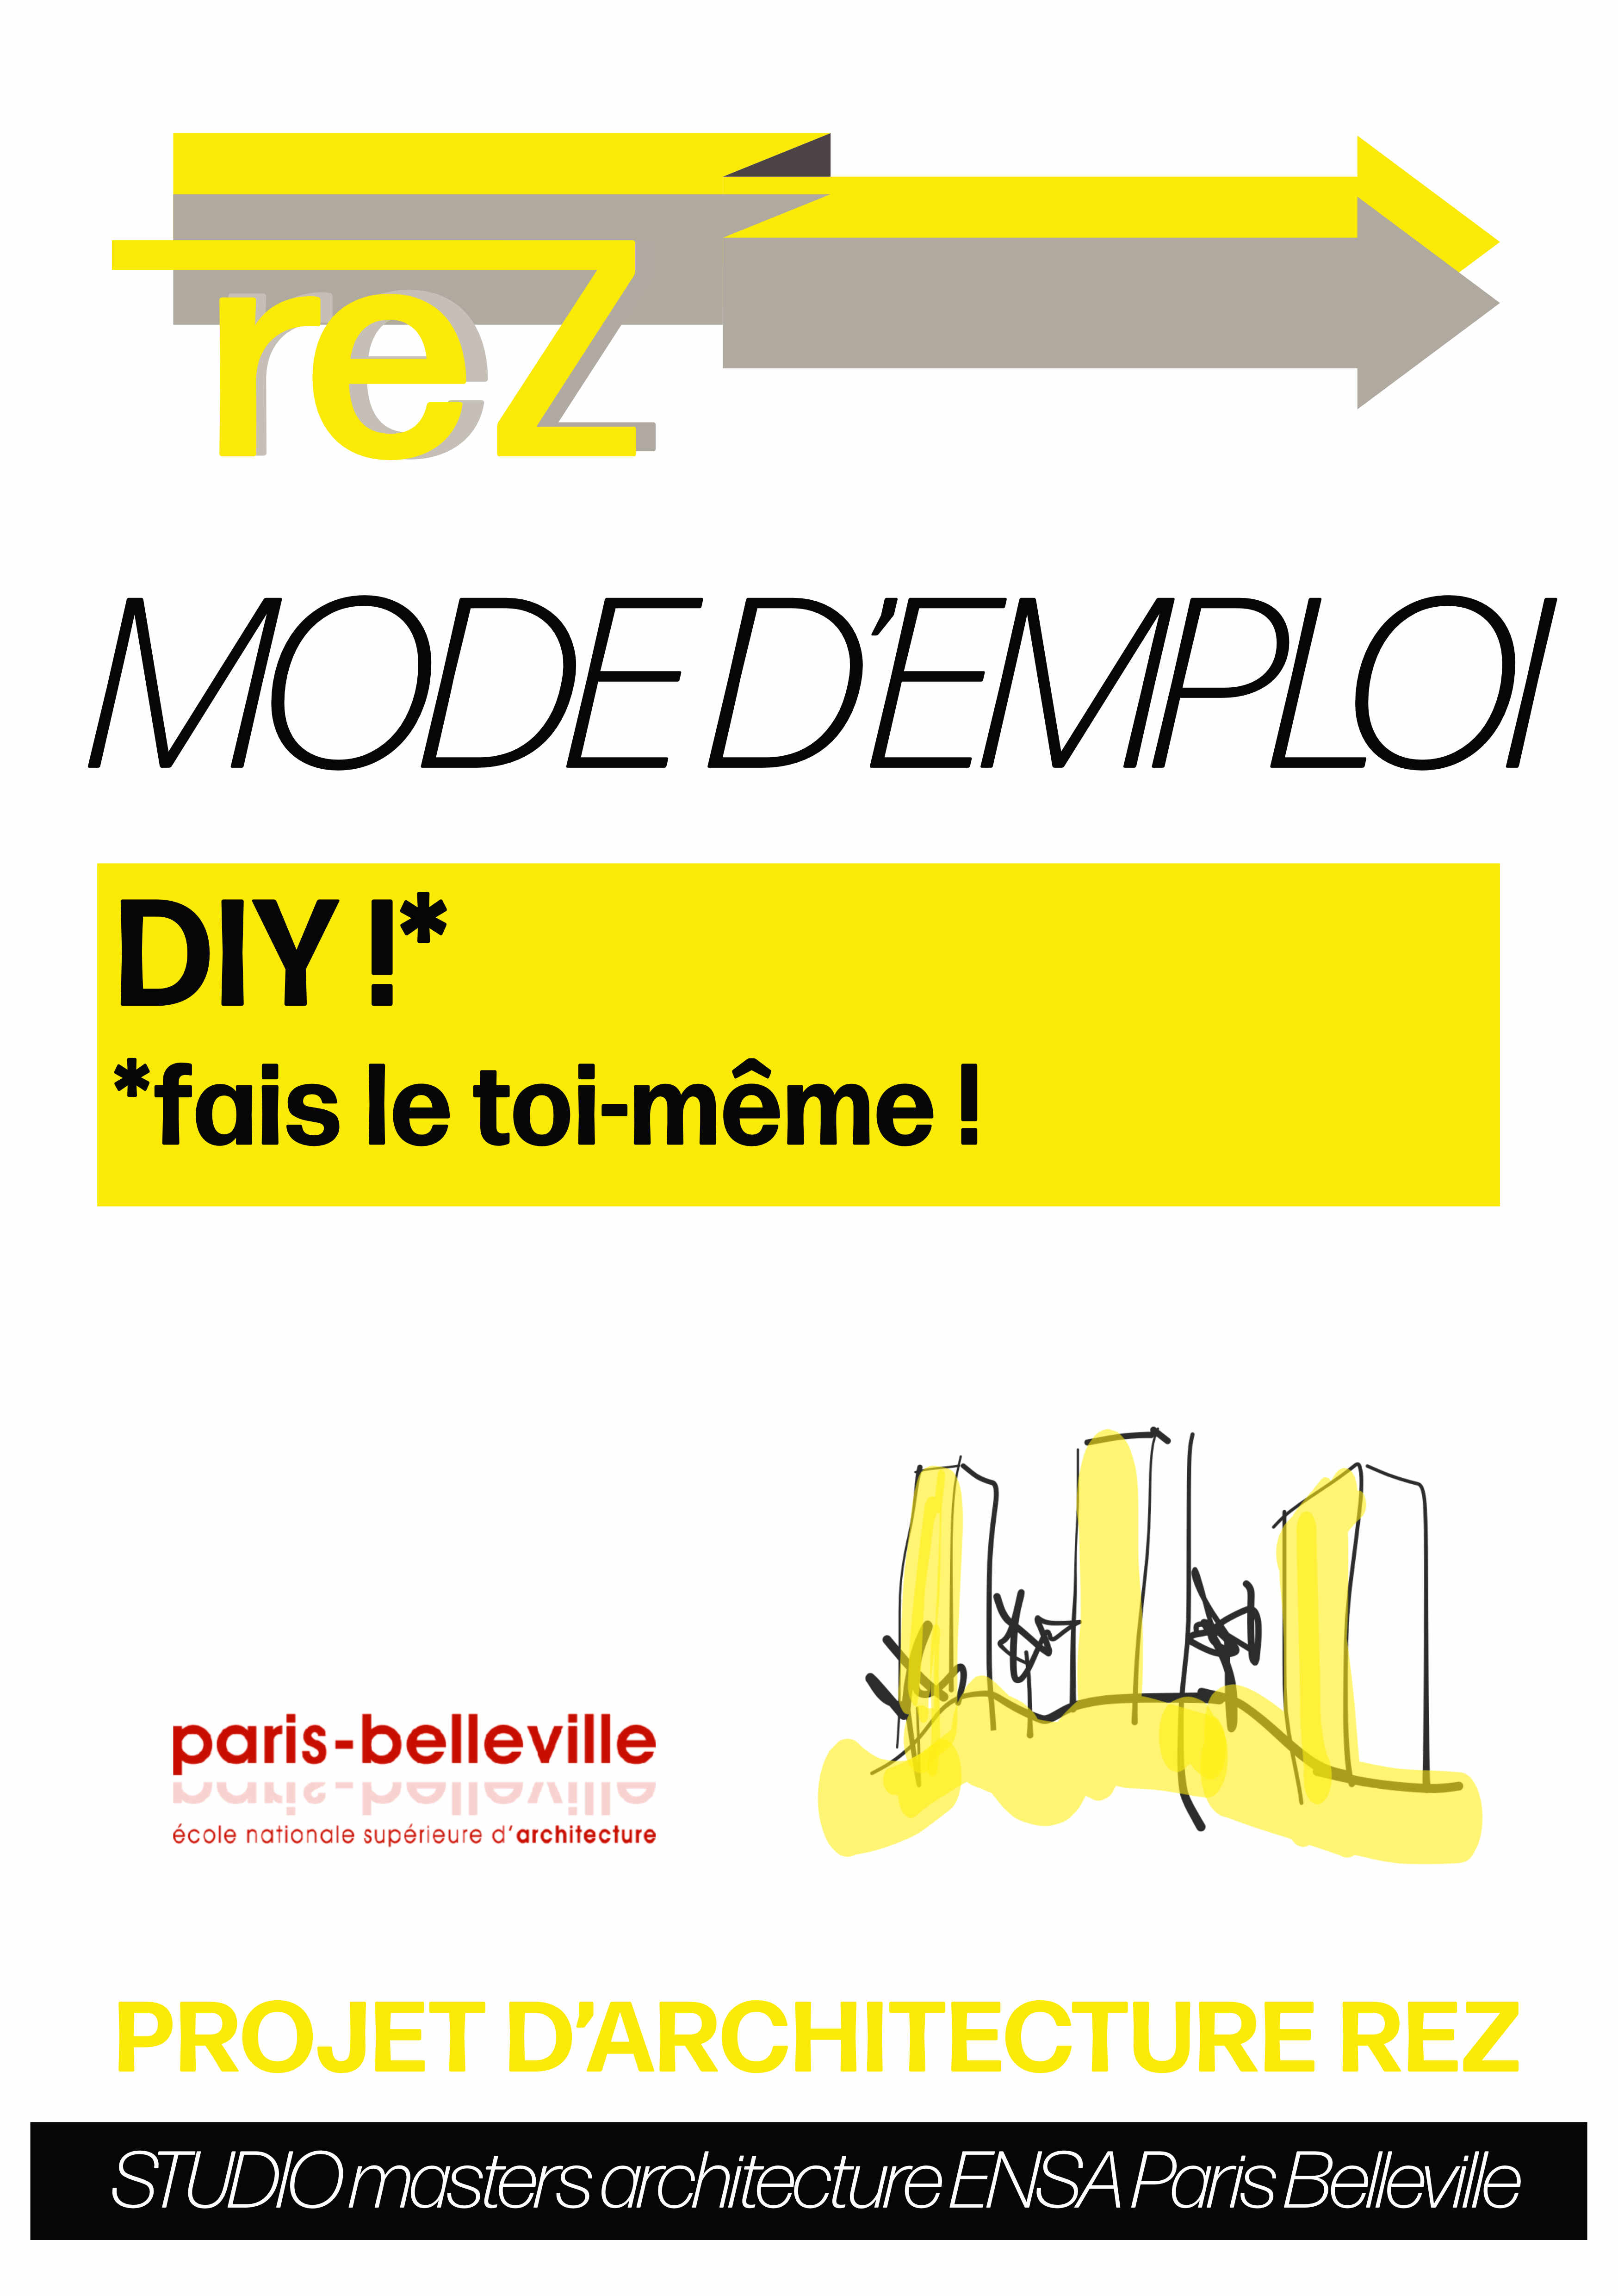 reZ
MODE D'EMPLOI
DIY !*
*fais le toi-même !
paris-belleville
école nationale supérieure d'architecture
PROJET D'ARCHITECTURE REZ
STUDIO masters architecture ENSA Paris Belleville